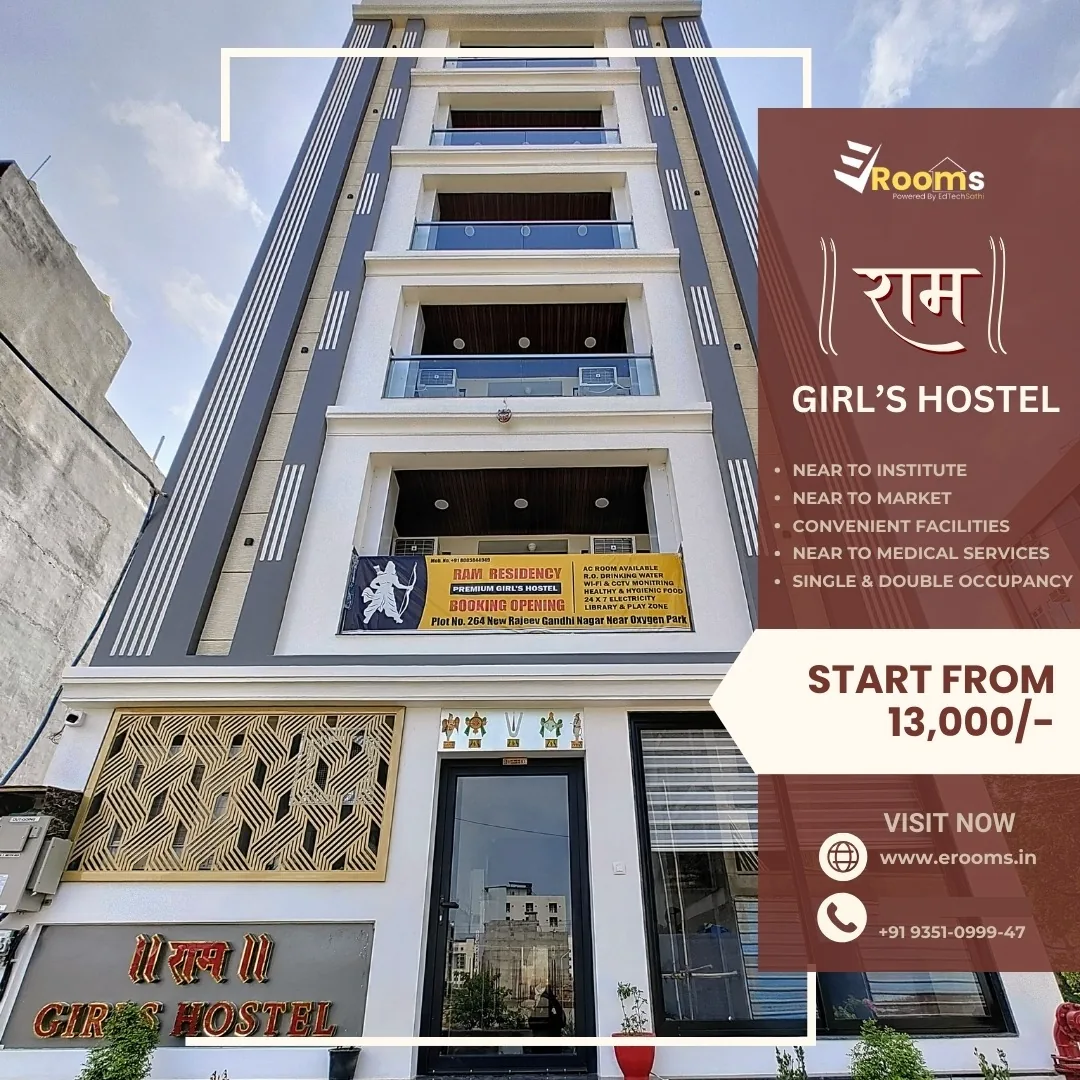 ERooms
Powered By EdTechSathi
॥ राम ॥
GIRL’S HOSTEL
• NEAR TO INSTITUTE
• NEAR TO MARKET
• CONVENIENT FACILITIES
• NEAR TO MEDICAL SERVICES
• SINGLE & DOUBLE OCCUPANCY
START FROM
13,000/-
VISIT NOW
www.erooms.in
+91 9351-0999-47
Mob. No.
RAM RESIDENCY
PREMIUM GIRL'S HOSTEL
BOOKING OPENING
AC ROOM AVAILABLE
R.O. DRINKING WATER
WI-FI & CCTV MONITRING
HEALTHY & HYGIENIC FOOD
24 X 7 ELECTRICITY
LIBRARY & PLAY ZONE
Plot No. 264 New Rajeev Gandhi Nagar Near Oxygen Park
॥ राम ॥
GIRLS HOSTEL